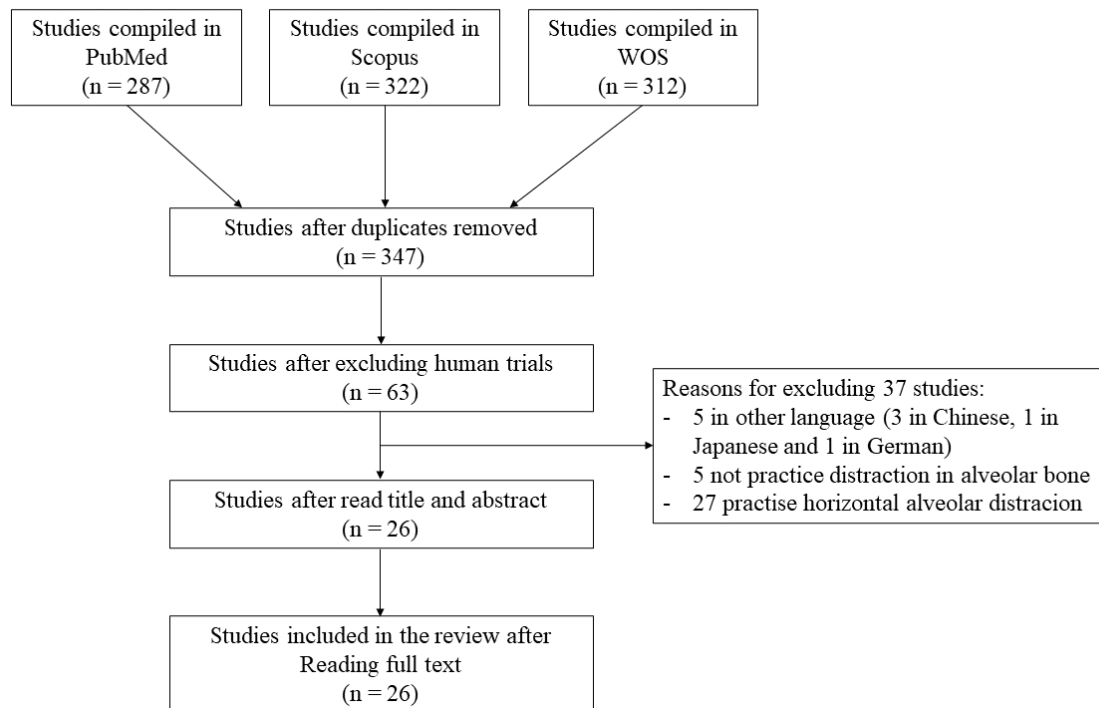 Studies compiled in
PubMed
(n = 287)
Studies compiled in
Scopus
(n = 322)
Studies compiled in
WOS
(n = 312)
Studies after duplicates removed
(n = 347)
Studies after excluding human trials
(n = 63)
Reasons for excluding 37 studies:
- 5 in other language (3 in Chinese, 1 in
Japanese and 1 in German)
- 5 not practice distraction in alveolar bone
- 27 practise horizontal alveolar distracion
Studies after read title and abstract
(n = 26)
Studies included in the review after
Reading full text
(n = 26)